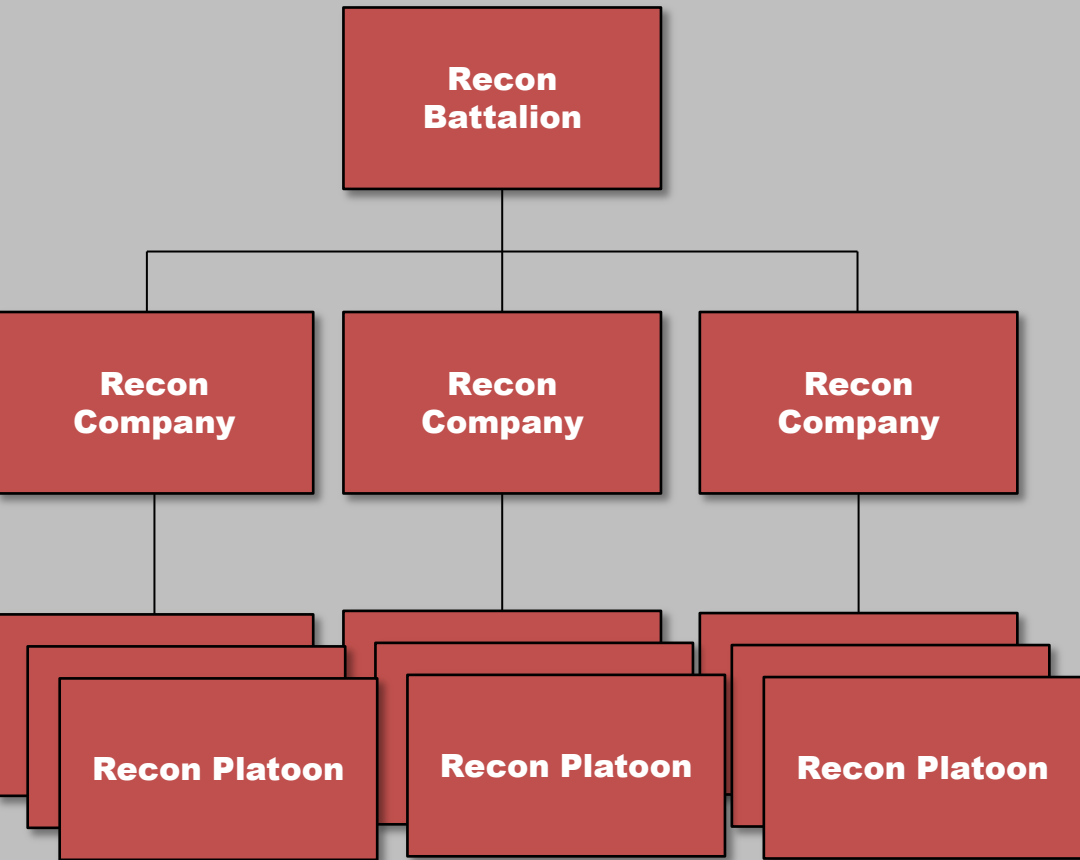 Recon
Battalion
Recon
Company
Recon
Company
Recon
Company
Recon Platoon
Recon Platoon
Recon Platoon